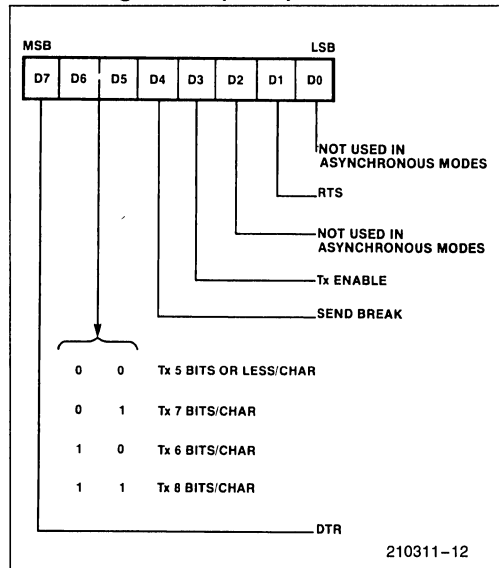 MSB LSB
D7 D6 D5 D4 D3 D2 D1 D0
NOT USED IN
ASYNCHRONOUS MODES
RTS
NOT USED IN
ASYNCHRONOUS MODES
Tx ENABLE
SEND BREAK
0 0 Tx 5 BITS OR LESS/CHAR
0 1 Tx 7 BITS/CHAR
1 0 Tx 6 BITS/CHAR
1 1 Tx 8 BITS/CHAR
DTR
210311-12